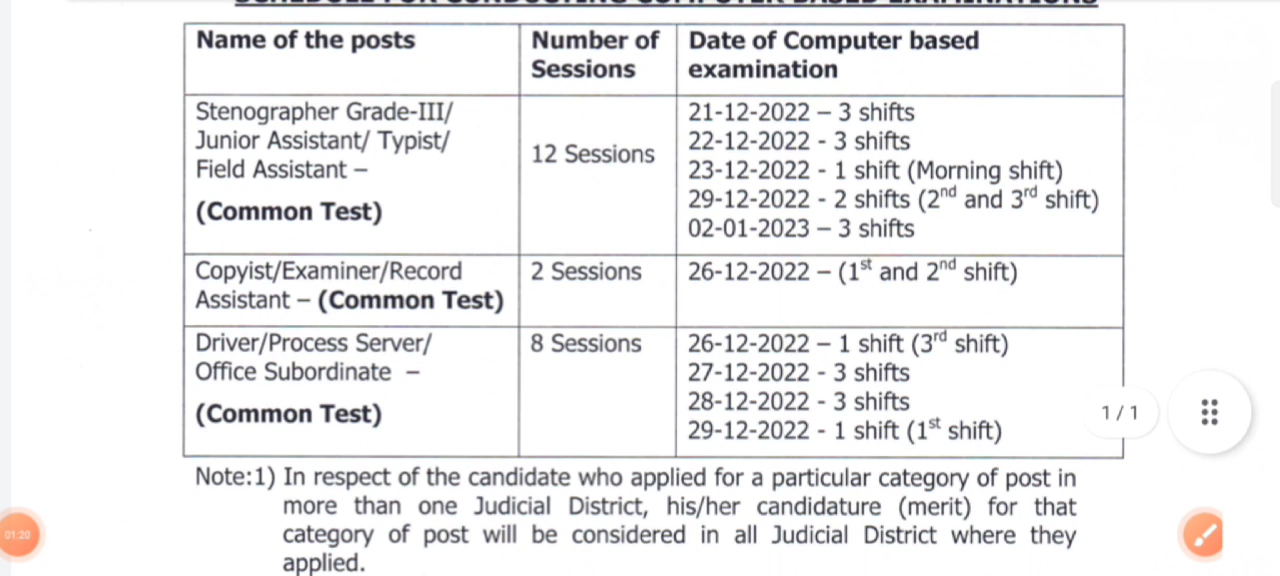 SCHEDULE FOR CONDUCTING COMPUTER BASED EXAMINATIONS
Name of the posts
Number of
Sessions
Date of Computer based
examination
Stenographer Grade-III/
Junior Assistant/ Typist/
Field Assistant –
(Common Test)
12 Sessions
21-12-2022 – 3 shifts
22-12-2022 - 3 shifts
23-12-2022 - 1 shift (Morning shift)
29-12-2022 - 2 shifts (2nd and 3rd shift)
02-01-2023 – 3 shifts
Copyist/Examiner/Record
Assistant – (Common Test)
2 Sessions
26-12-2022 – (1st and 2nd shift)
Driver/Process Server/
Office Subordinate –
(Common Test)
8 Sessions
26-12-2022 – 1 shift (3rd shift)
27-12-2022 - 3 shifts
28-12-2022 - 3 shifts
29-12-2022 - 1 shift (1st shift)
1 / 1
Note:1) In respect of the candidate who applied for a particular category of post in
more than one Judicial District, his/her candidature (merit) for that
category of post will be considered in all Judicial District where they
applied.
01:20